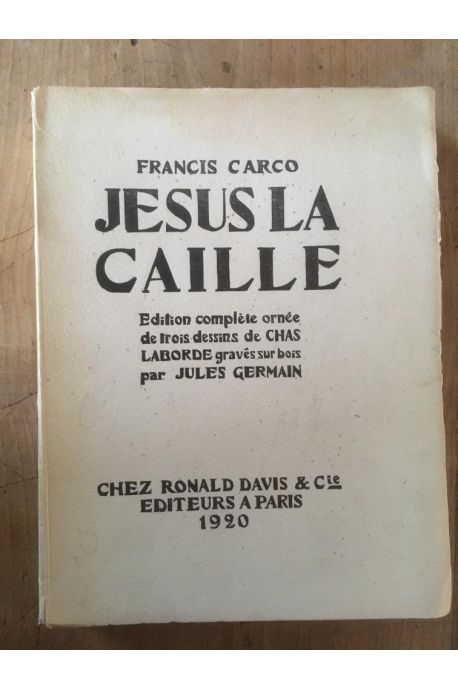 FRANCIS CARCO
JESUS LA
CAILLE
Edition complète ornée
de trois dessins de CHAS
LABORDE gravés sur bois
par JULES GERMAIN
CHEZ RONALD DAVIS & Cie
EDITEURS A PARIS
1920